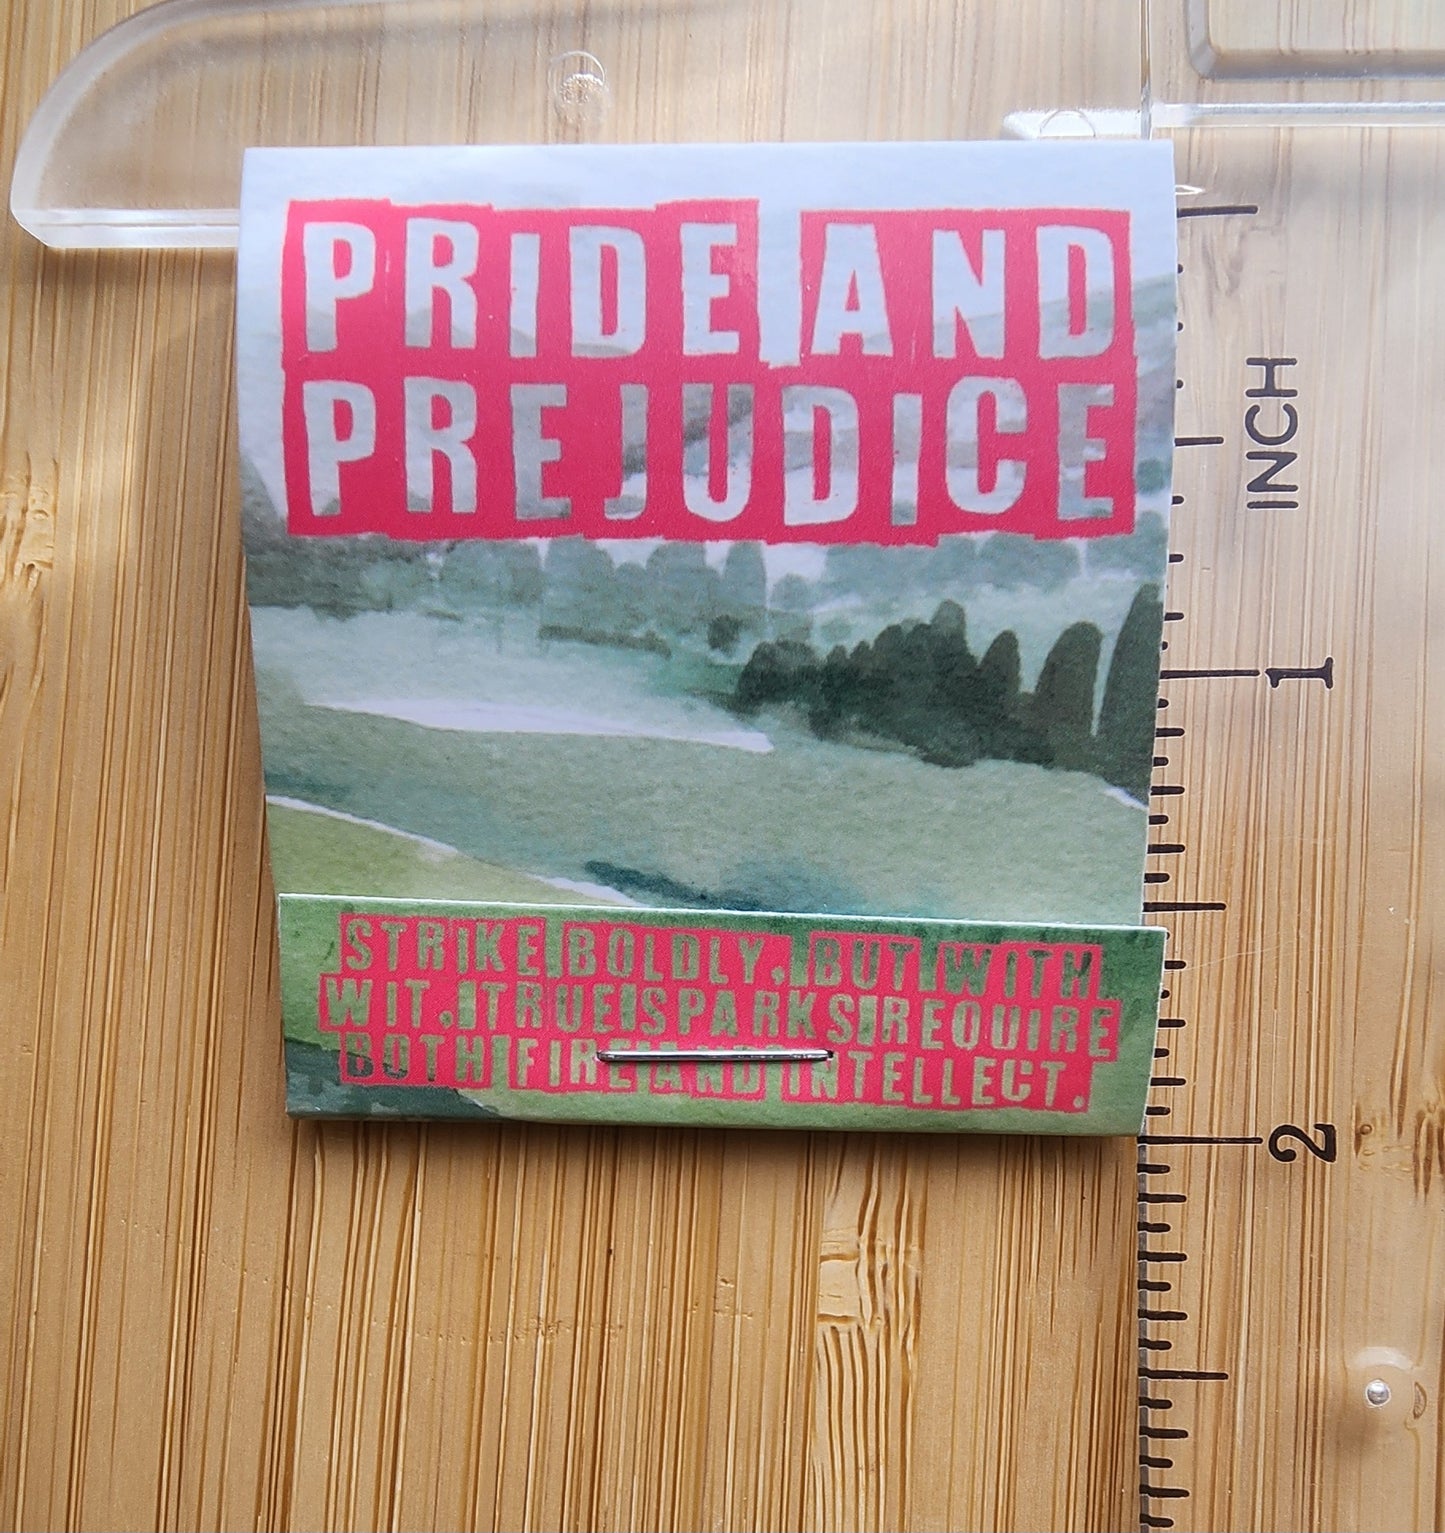 PRIDE AND
PREJUDICE
STRIKE BOLDLY, BUT WITH
WIT. TRUE SPARKS REQUIRE
BOTH FIRE AND INTELLECT.
INCH
1
2